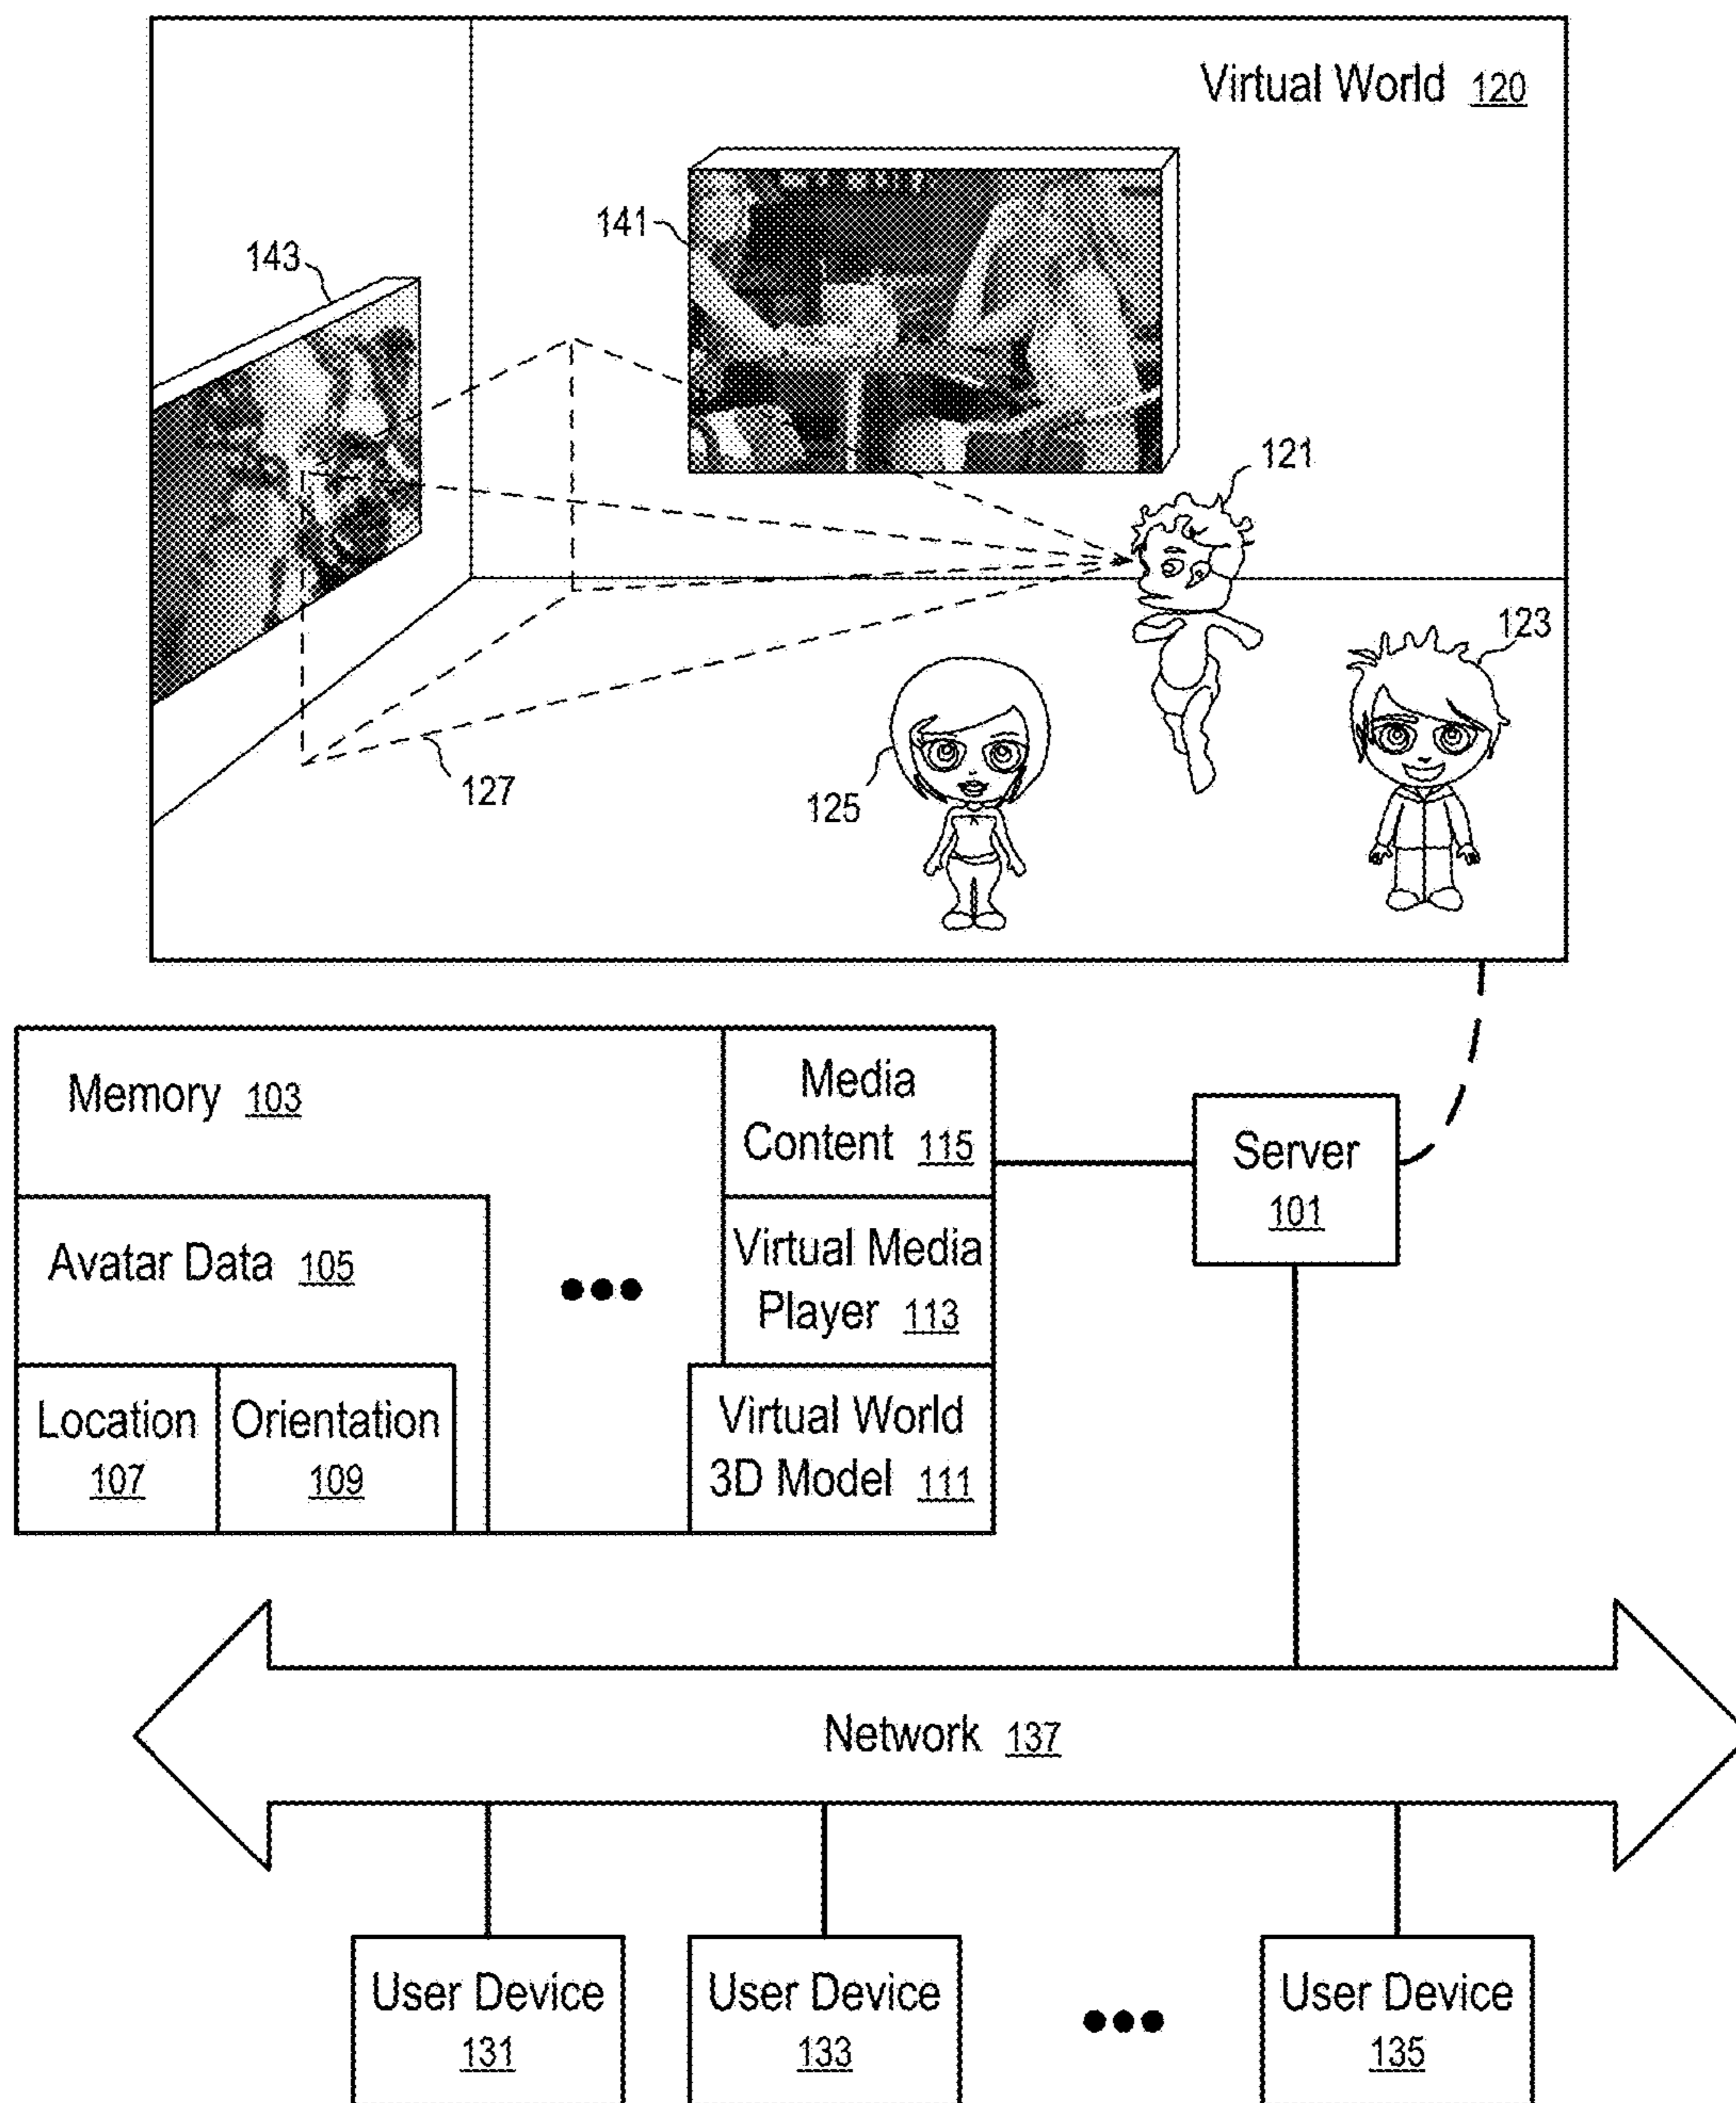 Virtual World 120
141
143
121
123
127
125
Memory 103
Media
Content 115
Server
101
Avatar Data 105
Virtual Media
Player 113
Location
107
Orientation
109
Virtual World
3D Model 111
Network 137
User Device
131
User Device
133
User Device
135